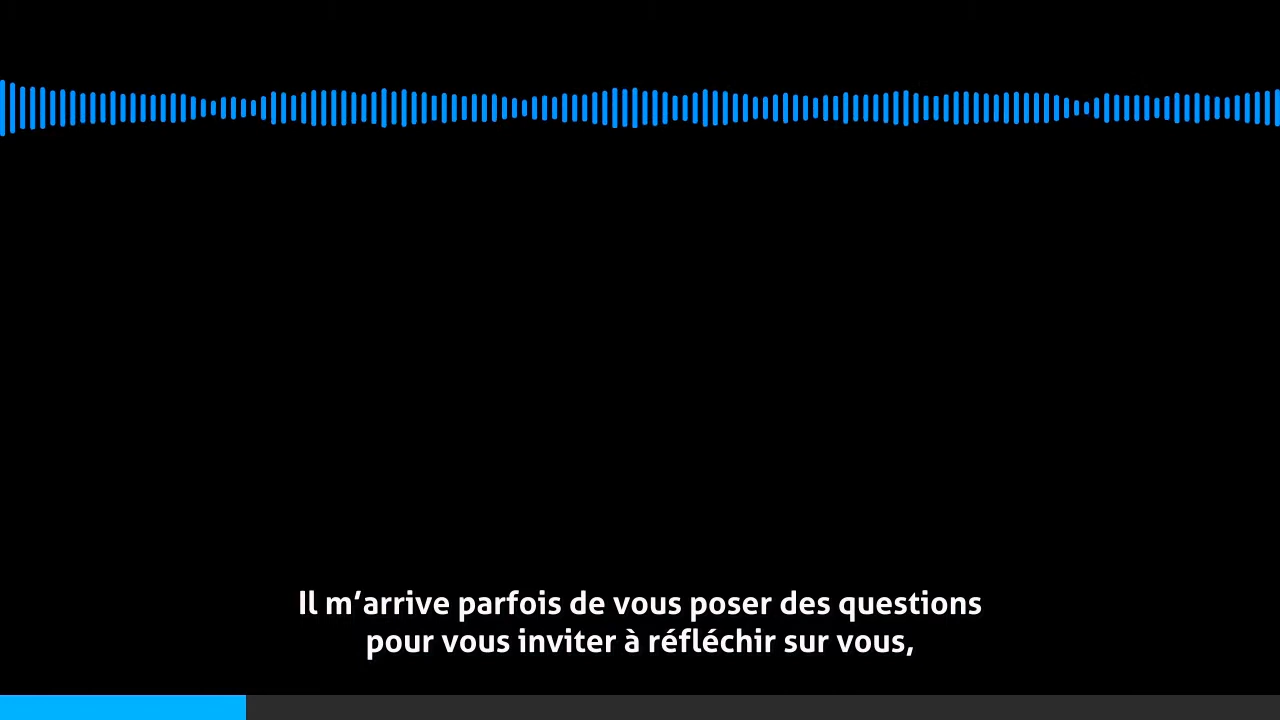 Il m’arrive parfois de vous poser des questions
pour vous inviter à réfléchir sur vous,